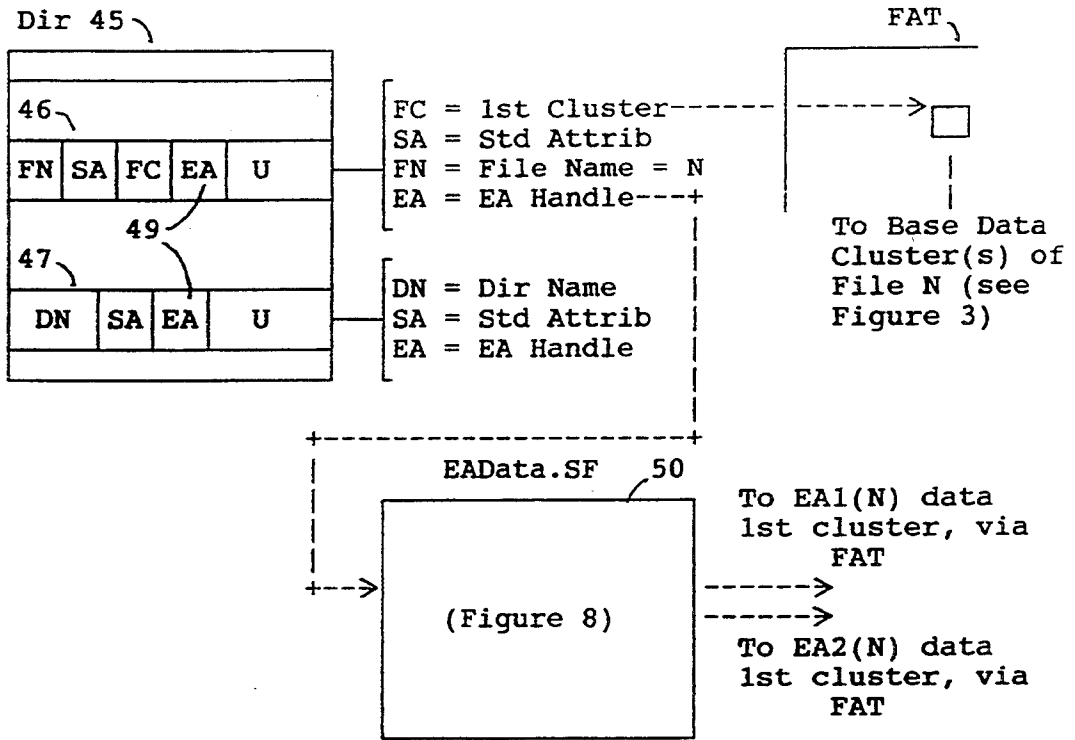 Dir 45
FAT
46
FN SA FC EA U
49
47
DN SA EA U
FC = 1st Cluster
SA = Std Attrib
FN = File Name = N
EA = EA Handle
DN = Dir Name
SA = Std Attrib
EA = EA Handle
To Base Data
Cluster(s) of
File N (see
Figure 3)
EAData.SF 50
(Figure 8)
To EA1(N) data
1st cluster, via
FAT
To EA2(N) data
1st cluster, via
FAT